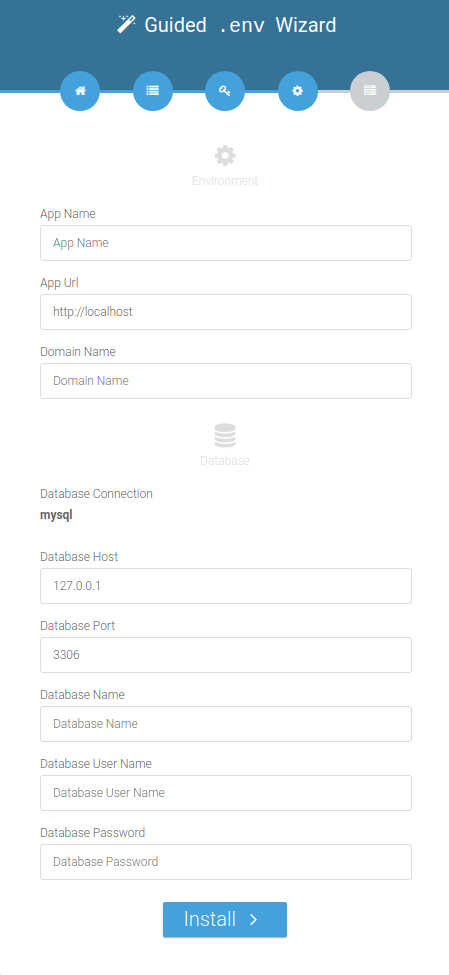 Guided .env Wizard
Environment
App Name
App Name
App Url
http://localhost
Domain Name
Domain Name
Database
Database Connection
mysql
Database Host
127.0.0.1
Database Port
3306
Database Name
Database Name
Database User Name
Database User Name
Database Password
Database Password
Install